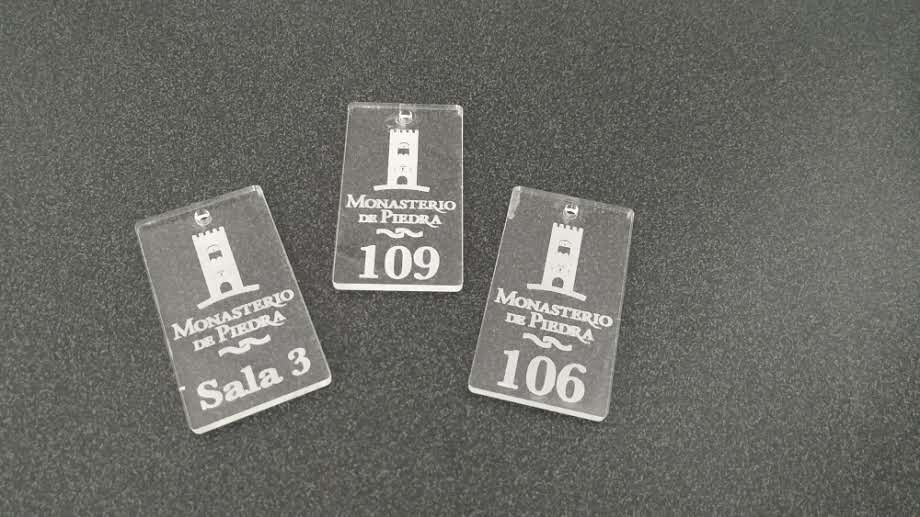 Monasterio
de Piedra
Sala 3
Monasterio
de Piedra
109
Monasterio
de Piedra
106